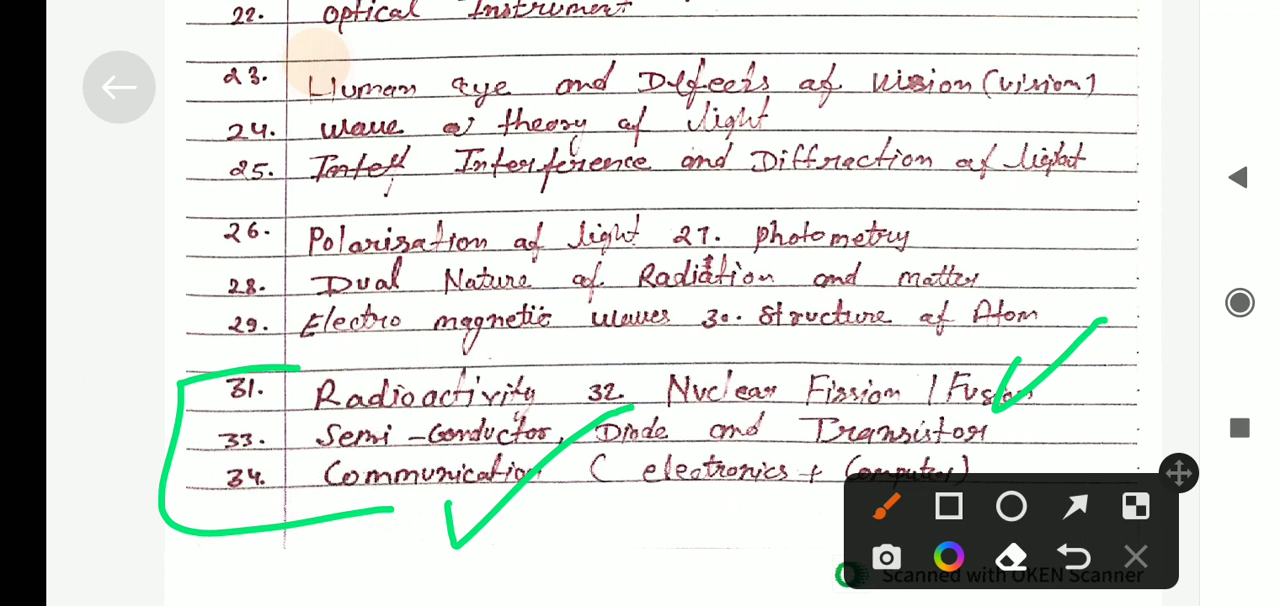 22. Optical Instrument
23. Human Eye and Defects of Vision (vision)
24. Wave theory of light
25. Interference and Diffraction of light
26. Polarisation of light 27. Photometry
28. Dual Nature of Radiation and matter
29. Electro magnetic waves 30. Structure of Atom
31. Radioactivity 32. Nuclear Fission / Fusion
33. Semi-Conductor, Diode and Transistor
34. Communication (electronics + Computer)
Scanned with OKEN Scanner